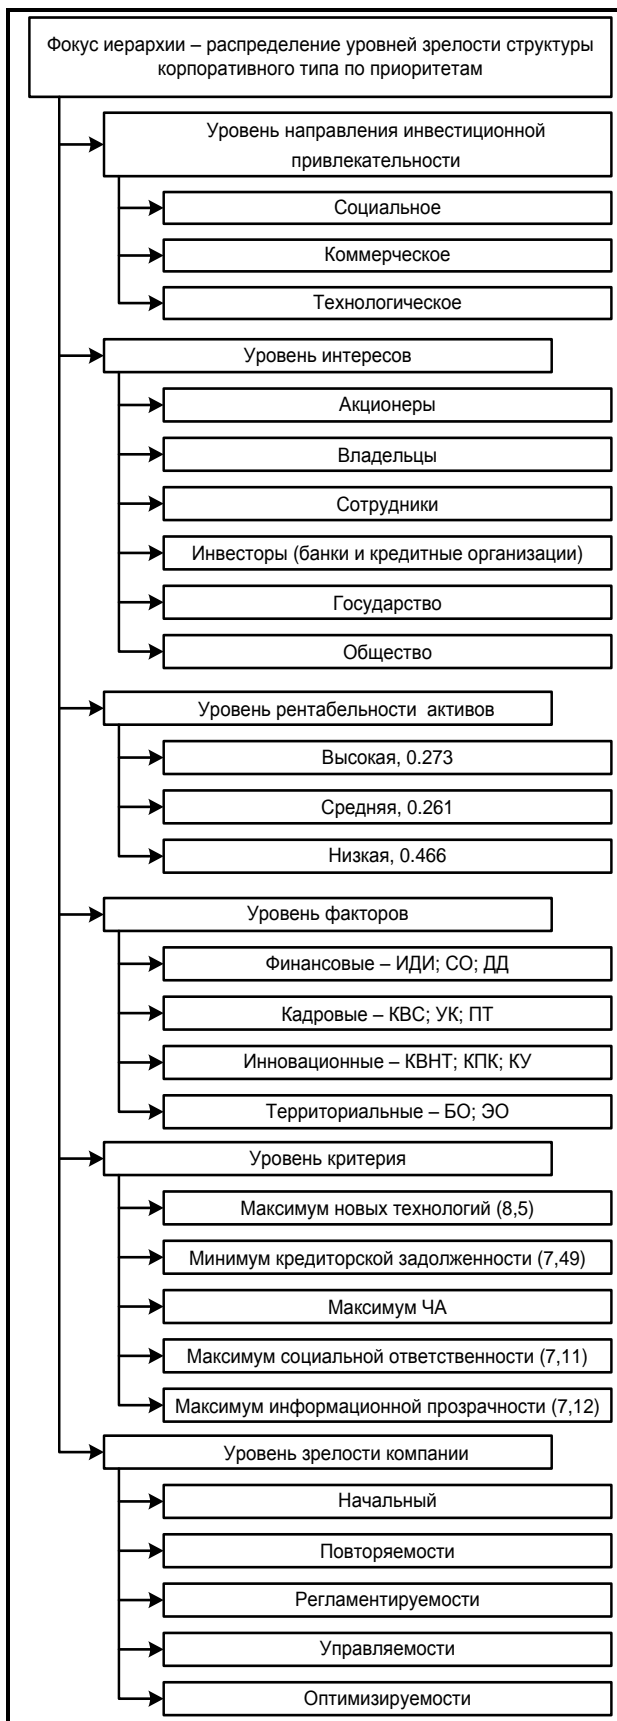 Фокус иерархии – распределение уровней зрелости структуры
корпоративного типа по приоритетам
Уровень направления инвестиционной
привлекательности
Социальное
Коммерческое
Технологическое
Уровень интересов
Акционеры
Владельцы
Сотрудники
Инвесторы (банки и кредитные организации)
Государство
Общество
Уровень рентабельности активов
Высокая, 0.273
Средняя, 0.261
Низкая, 0.466
Уровень факторов
Финансовые – ИДИ; СО; ДД
Кадровые – КВС; УК; ПТ
Инновационные – КВНТ; КПК; КУ
Территориальные – БО; ЭО
Уровень критерия
Максимум новых технологий (8,5)
Минимум кредиторской задолженности (7,49)
Максимум ЧА
Максимум социальной ответственности (7,11)
Максимум информационной прозрачности (7,12)
Уровень зрелости компании
Начальный
Повторяемости
Регламентируемости
Управляемости
Оптимизируемости